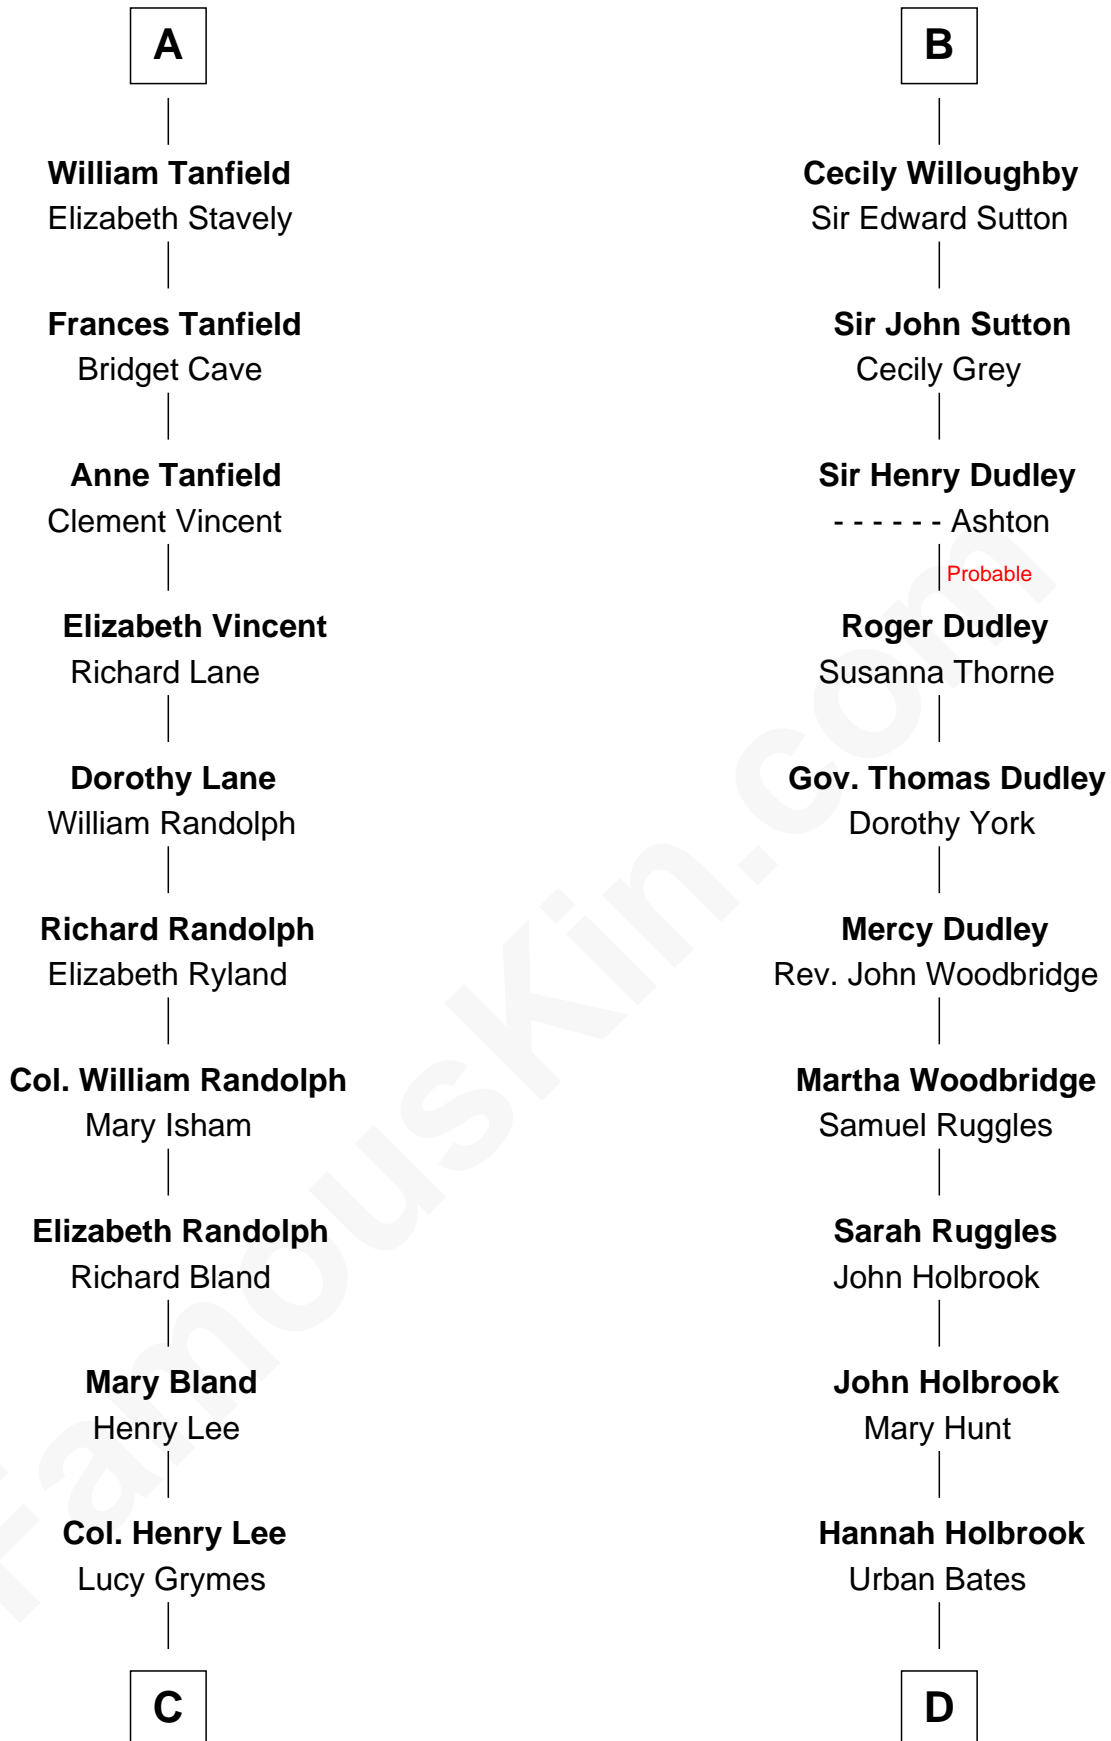 A
William Tanfield
Elizabeth Stavely
Frances Tanfield
Bridget Cave
Anne Tanfield
Clement Vincent
Elizabeth Vincent
Richard Lane
Dorothy Lane
William Randolph
Richard Randolph
Elizabeth Ryland
Col. William Randolph
Mary Isham
Elizabeth Randolph
Richard Bland
Mary Bland
Henry Lee
Col. Henry Lee
Lucy Grymes
C
B
Cecily Willoughby
Sir Edward Sutton
Sir John Sutton
Cecily Grey
Sir Henry Dudley
- - - - - - Ashton
Probable
Roger Dudley
Susanna Thorne
Gov. Thomas Dudley
Dorothy York
Mercy Dudley
Rev. John Woodbridge
Martha Woodbridge
Samuel Ruggles
Sarah Ruggles
John Holbrook
John Holbrook
Mary Hunt
Hannah Holbrook
Urban Bates
D
FamousKin.com